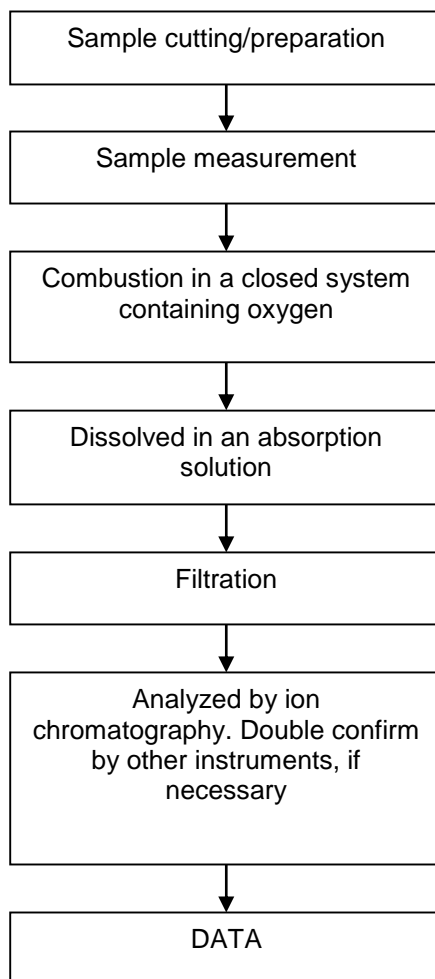 Sample cutting/preparation
Sample measurement
Combustion in a closed system
containing oxygen
Dissolved in an absorption
solution
Filtration
Analyzed by ion
chromatography. Double confirm
by other instruments, if
necessary
DATA